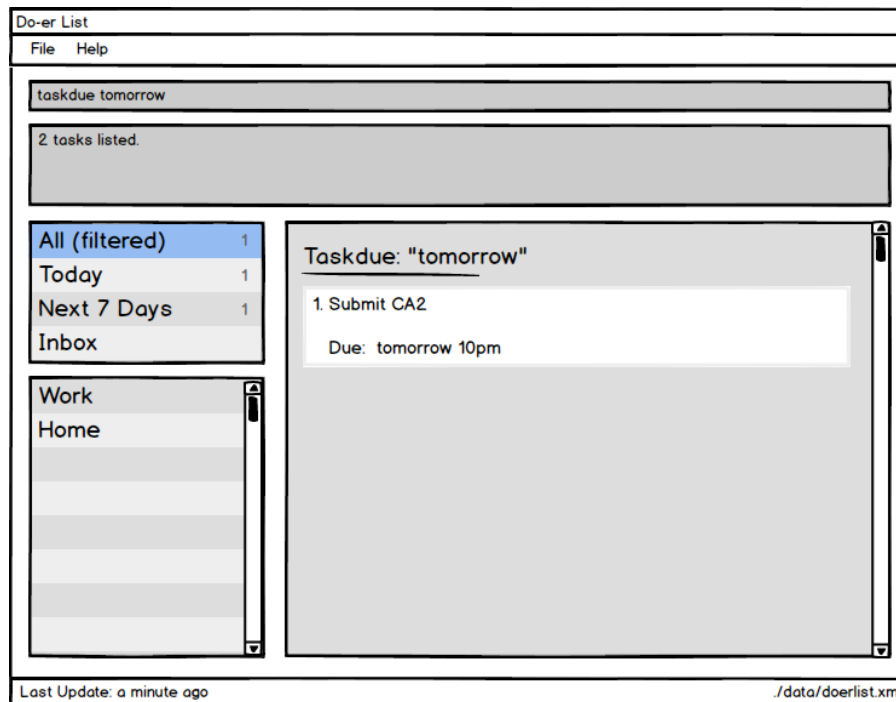 Do-er List
File Help
taskdue tomorrow
2 tasks listed.
All (filtered) 1
Today 1
Next 7 Days 1
Inbox
Work
Home
Taskdue: "tomorrow"
1. Submit CA2
Due: tomorrow 10pm
Last Update: a minute ago
./data/doerlist.xm